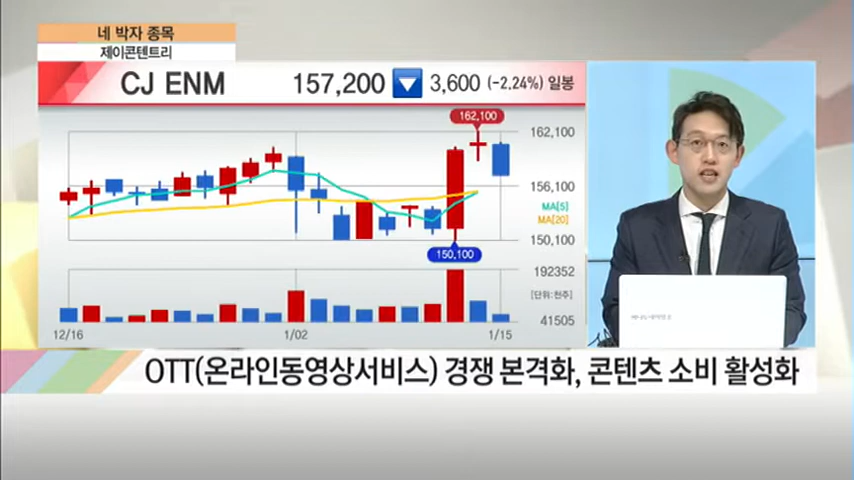 네 박자 종목
제이콘텐트리
CJ ENM 157,200 ▼ 3,600 (-2.24%) 일봉
162,100
162,100
156,100
MA[5]
MA[20]
150,100
150,100
192352
[단위:천주]
41505
12/16 1/02 1/15
OTT(온라인동영상서비스) 경쟁 본격화, 콘텐츠 소비 활성화